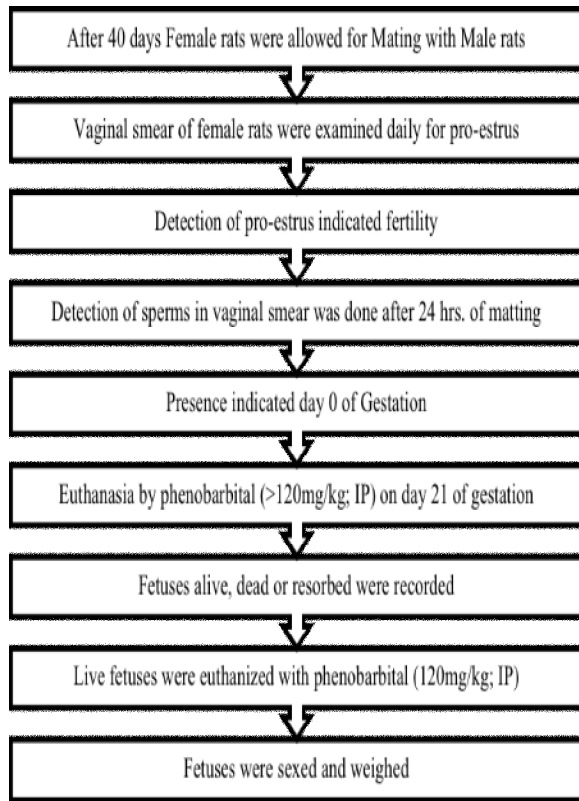 After 40 days Female rats were allowed for Mating with Male rats
Vaginal smear of female rats were examined daily for pro-estrus
Detection of pro-estrus indicated fertility
Detection of sperms in vaginal smear was done after 24 hrs. of matting
Presence indicated day 0 of Gestation
Euthanasia by phenobarbital (>120mg/kg; IP) on day 21 of gestation
Fetuses alive, dead or resorbed were recorded
Live fetuses were euthanized with phenobarbital (120mg/kg; IP)
Fetuses were sexed and weighed